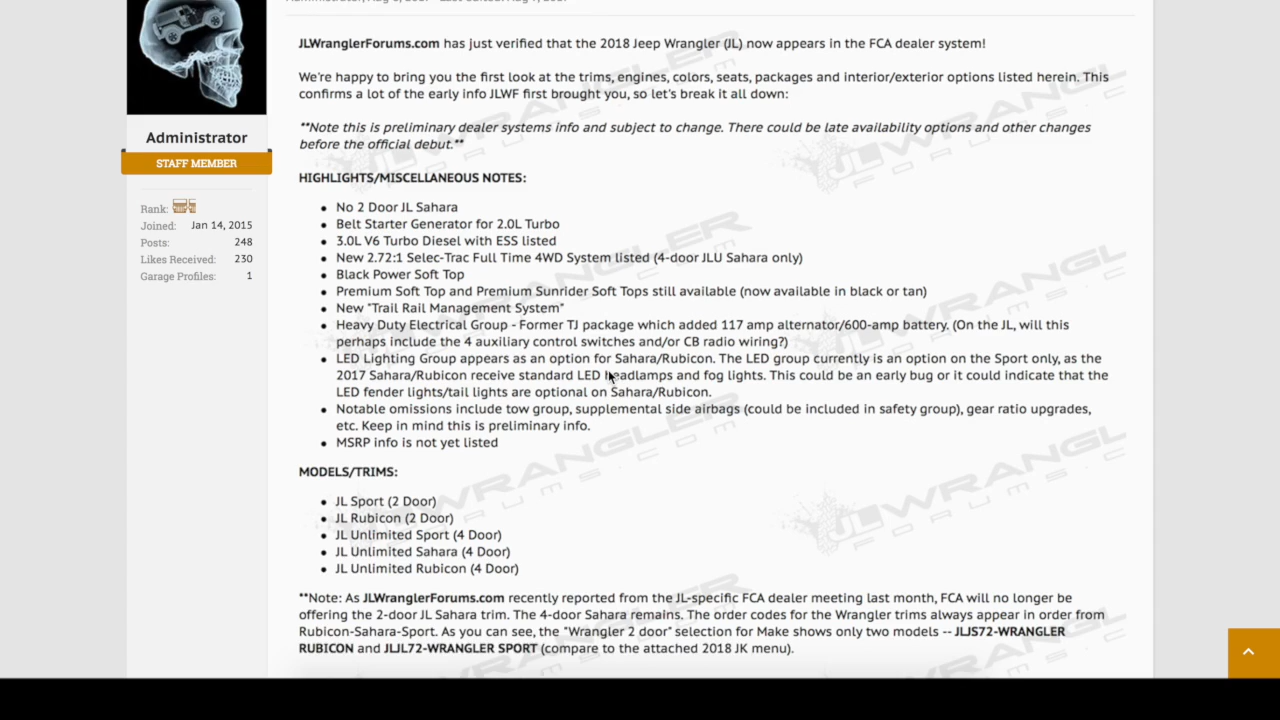 JLWranglerForums.com has just verified that the 2018 Jeep Wrangler (JL) now appears in the FCA dealer system!
We're happy to bring you the first look at the trims, engines, colors, seats, packages and interior/exterior options listed herein. This
confirms a lot of the early info JLWF first brought you, so let's break it all down:
**Note this is preliminary dealer systems info and subject to change. There could be late availability options and other changes
before the official debut.**
Administrator
STAFF MEMBER
Rank:
Joined: Jan 14, 2015
Posts: 248
Likes Received: 230
Garage Profiles: 1
HIGHLIGHTS/MISCELLANEOUS NOTES:
• No 2 Door JL Sahara
• Belt Starter Generator for 2.0L Turbo
• 3.0L V6 Turbo Diesel with ESS listed
• New 2.72:1 Selec-Trac Full Time 4WD System listed (4-door JLU Sahara only)
• Black Power Soft Top
• Premium Soft Top and Premium Sunrider Soft Tops still available (now available in black or tan)
• New "Trail Rail Management System"
• Heavy Duty Electrical Group - Former TJ package which added 117 amp alternator/600-amp battery. (On the JL, will this
perhaps include the 4 auxiliary control switches and/or CB radio wiring?)
• LED Lighting Group appears as an option for Sahara/Rubicon. The LED group currently is an option on the Sport only, as the
2017 Sahara/Rubicon receive standard LED headlamps and fog lights. This could be an early bug or it could indicate that the
LED fender lights/tail lights are optional on Sahara/Rubicon.
• Notable omissions include tow group, supplemental side airbags (could be included in safety group), gear ratio upgrades,
etc. Keep in mind this is preliminary info.
• MSRP info is not yet listed
MODELS/TRIMS:
• JL Sport (2 Door)
• JL Rubicon (2 Door)
• JL Unlimited Sport (4 Door)
• JL Unlimited Sahara (4 Door)
• JL Unlimited Rubicon (4 Door)
**Note: As JLWranglerForums.com recently reported from the JL-specific FCA dealer meeting last month, FCA will no longer be
offering the 2-door JL Sahara trim. The 4-door Sahara remains. The order codes for the Wrangler trims always appear in order from
Rubicon-Sahara-Sport. As you can see, the "Wrangler 2 door" selection for Make shows only two models -- JLJS72-WRANGLER
RUBICON and JLJL72-WRANGLER SPORT (compare to the attached 2018 JK menu).